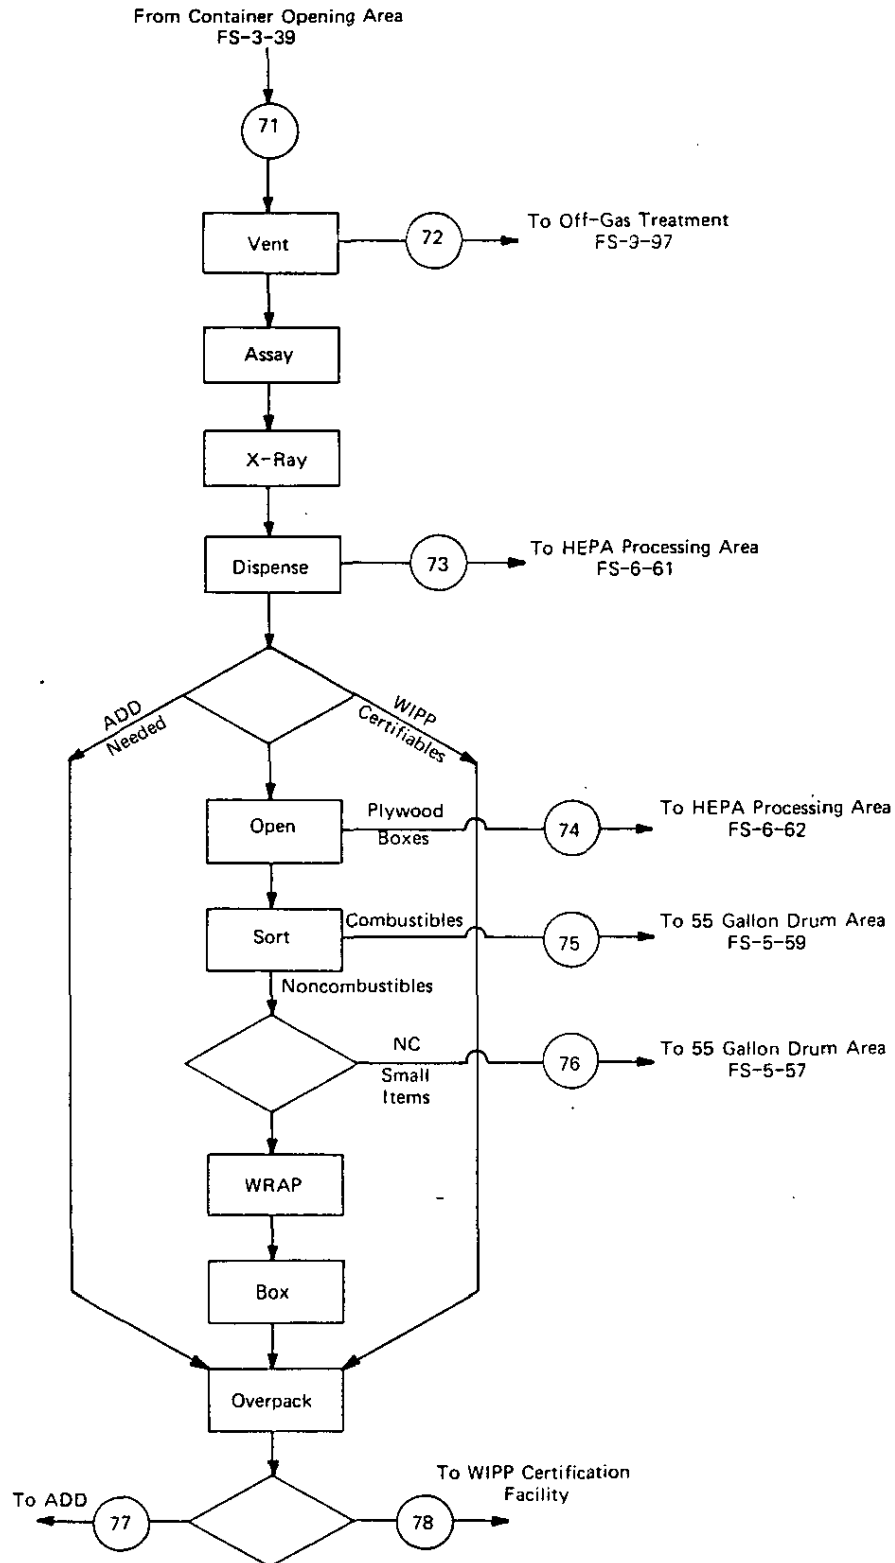 From Container Opening Area
FS-3-39
71
Vent
72
To Off-Gas Treatment
FS-9-97
Assay
X-Ray
Dispense
73
To HEPA Processing Area
FS-6-61
ADD
Needed
WIPP
Certifiables
Open
Plywood
Boxes
74
To HEPA Processing Area
FS-6-62
Sort
Combustibles
75
To 55 Gallon Drum Area
FS-5-59
Noncombustibles
NC
Small
Items
76
To 55 Gallon Drum Area
FS-5-57
WRAP
Box
Overpack
To ADD
77
78
To WIPP Certification
Facility